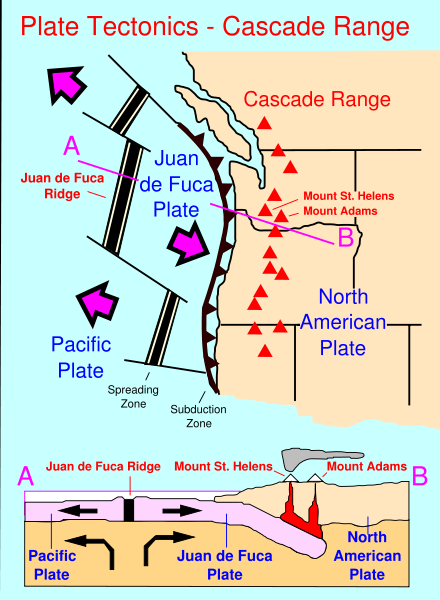 Plate Tectonics - Cascade Range
Cascade Range
A
Juan de Fuca
Ridge
Juan
de Fuca
Plate
Mount St. Helens
Mount Adams
B
North
American
Plate
Pacific
Plate
Spreading
Zone
Subduction
Zone
A
Juan de Fuca Ridge
Mount St. Helens
Mount Adams
B
Pacific
Plate
Juan de Fuca
Plate
North
American
Plate